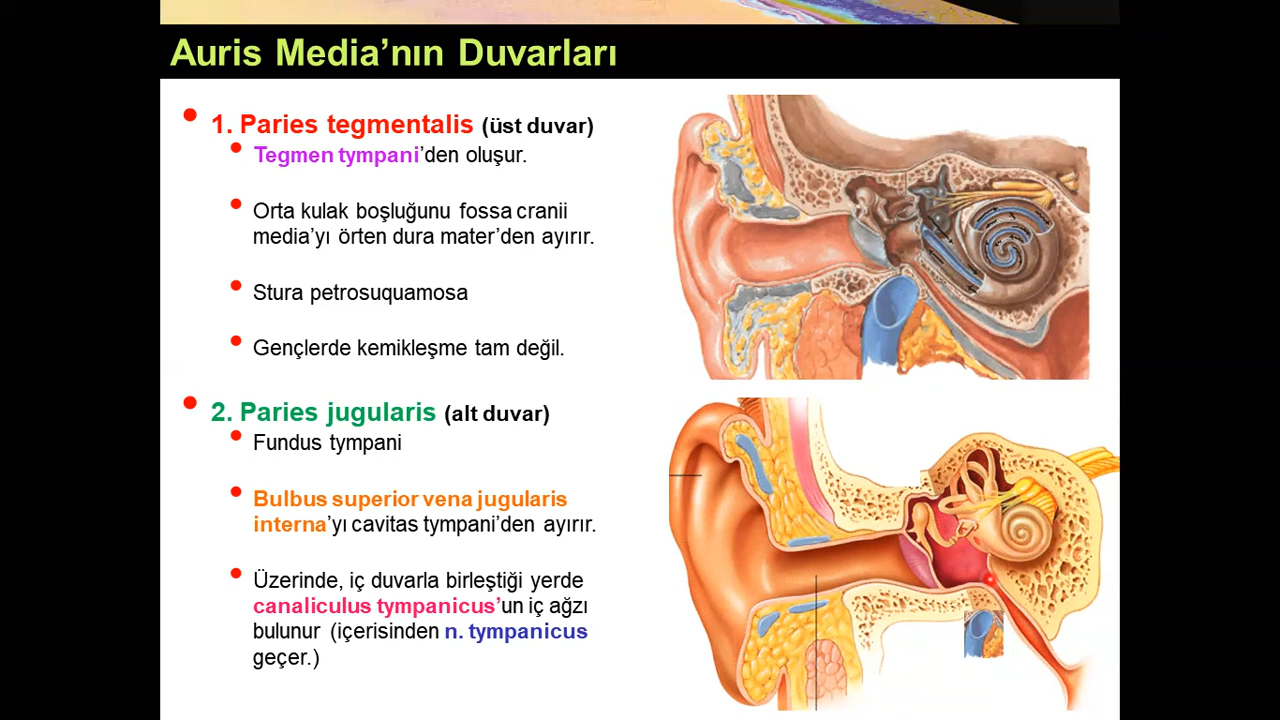 Auris Media’nın Duvarları
1. Paries tegmentalis (üst duvar)
Tegmen tympani’den oluşur.
Orta kulak boşluğunu fossa cranii
media’yı örten dura mater’den ayırır.
Stura petrosuquamosa
Gençlerde kemikleşme tam değil.
2. Paries jugularis (alt duvar)
Fundus tympani
Bulbus superior vena jugularis
interna’yı cavitas tympani’den ayırır.
Üzerinde, iç duvarla birleştiği yerde
canaliculus tympanicus’un iç ağzı
bulunur (içerisinden n. tympanicus
geçer.)